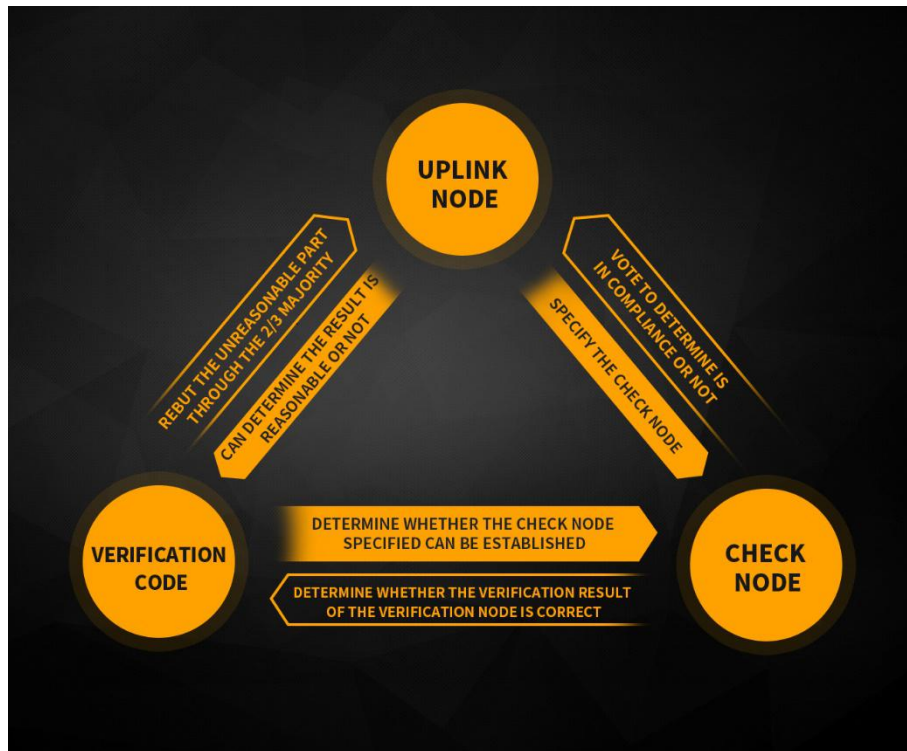 UPLINK
NODE
REBUT THE UNREASONABLE PART
THROUGH THE 2/3 MAJORITY
CAN DETERMINE THE RESULT IS
REASONABLE OR NOT
VOTE TO DETERMINE IS
IN COMPLIANCE OR NOT
SPECIFY THE CHECK NODE
VERIFICATION
CODE
DETERMINE WHETHER THE CHECK NODE
SPECIFIED CAN BE ESTABLISHED
DETERMINE WHETHER THE VERIFICATION RESULT
OF THE VERIFICATION NODE IS CORRECT
CHECK
NODE